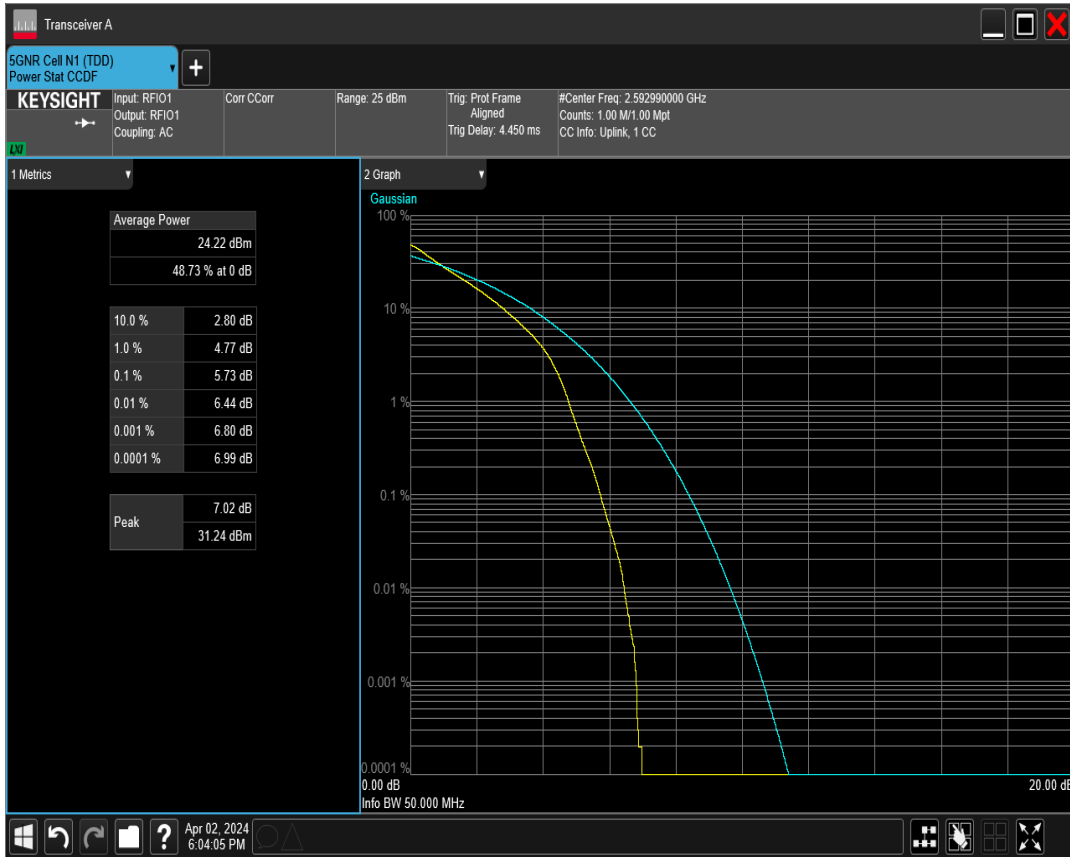 Transceiver A
5GNR Cell N1 (TDD)
Power Stat CCDF
KEYSIGHT
LXI
Input: RFIO1
Output: RFIO1
Coupling: AC
Corr CCorr
Range: 25 dBm
Trig: Prot Frame
Aligned
Trig Delay: 4.450 ms
#Center Freq: 2.592990000 GHz
Counts: 1.00 M/1.00 Mpt
CC Info: Uplink, 1 CC
1 Metrics
Average Power
24.22 dBm
48.73 % at 0 dB
10.0 % 2.80 dB
1.0 % 4.77 dB
0.1 % 5.73 dB
0.01 % 6.44 dB
0.001 % 6.80 dB
0.0001 % 6.99 dB
Peak 7.02 dB
31.24 dBm
2 Graph
Gaussian
100 %
10 %
1 %
0.1 %
0.01 %
0.001 %
0.0001 %
0.00 dB 20.00 dB
Info BW 50.000 MHz
?
Apr 02, 2024
6:04:05 PM